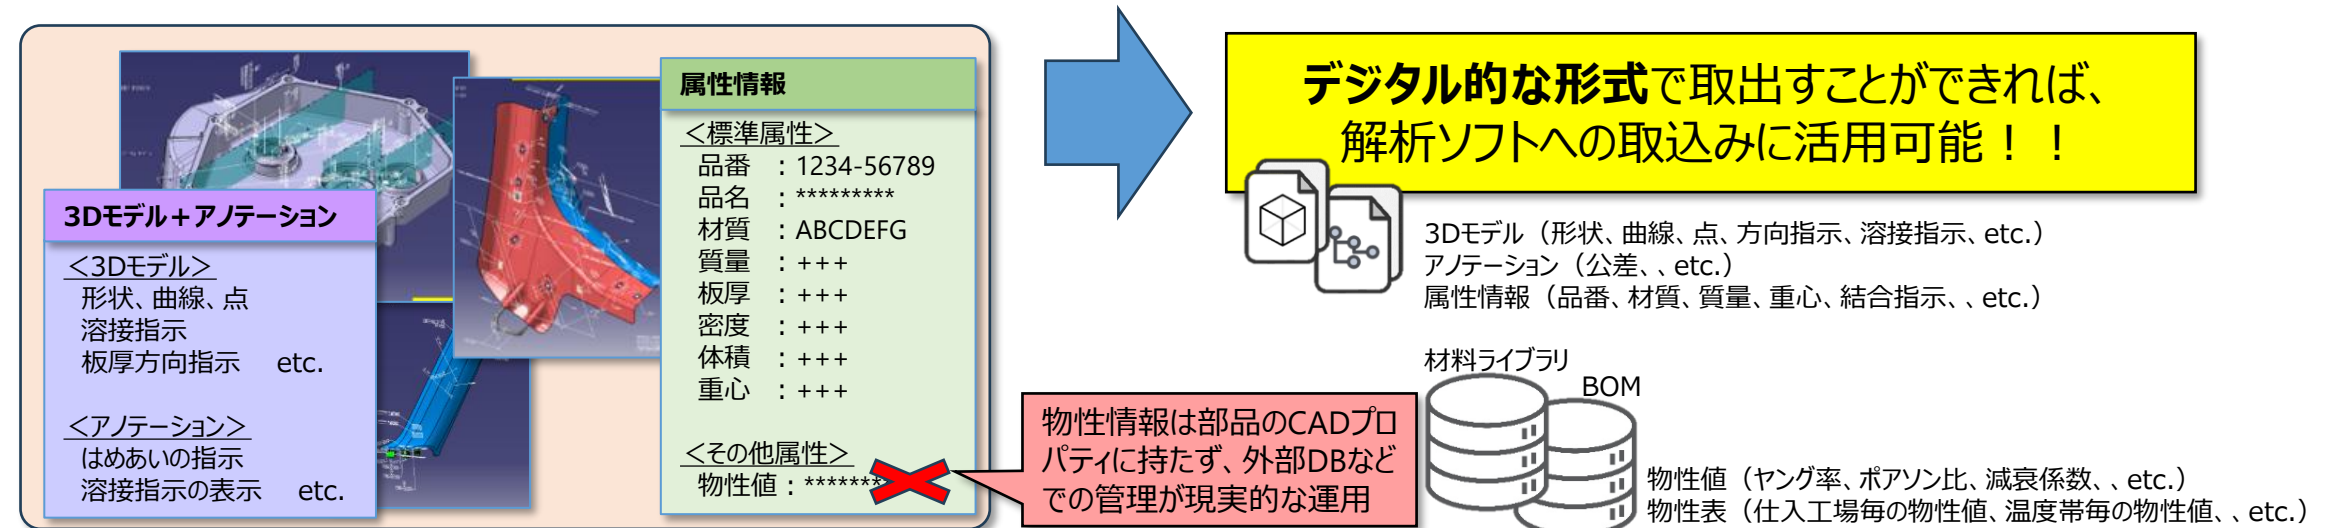 3Dモデル＋アノテーション
＜3Dモデル＞
形状、曲線、点
溶接指示
板厚方向指示　etc.
＜アノテーション＞
はめあいの指示
溶接指示の表示　etc.
属性情報
＜標準属性＞
品番　：1234-56789
品名　：*********
材質　：ABCDEFG
質量　：+++
板厚　：+++
密度　：+++
体積　：+++
重心　：+++
＜その他属性＞
物性値：********
物性情報は部品のCADプロ
パティに持たず、外部DBなど
での管理が現実的な運用
デジタル的な形式で取出すことができれば、
解析ソフトへの取込みに活用可能！！
3Dモデル（形状、曲線、点、方向指示、溶接指示、etc.）
アノテーション（公差、、etc.）
属性情報（品番、材質、質量、重心、結合指示、、etc.）
材料ライブラリ
BOM
物性値（ヤング率、ポアソン比、減衰係数、、etc.）
物性表（仕入工場毎の物性値、温度帯毎の物性値、、etc.）